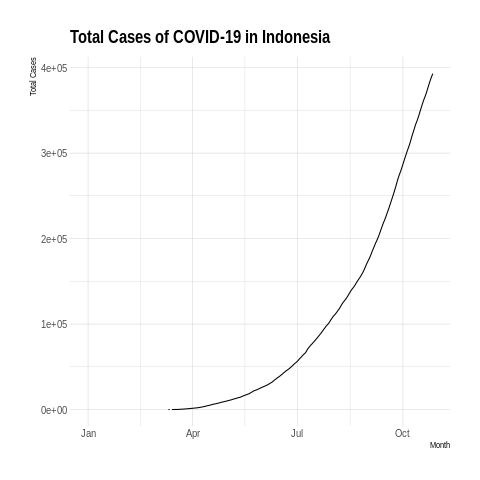 Total Cases of COVID-19 in Indonesia
Total Cases
4e+05
3e+05
2e+05
1e+05
0e+00
Jan Apr Jul Oct
Month